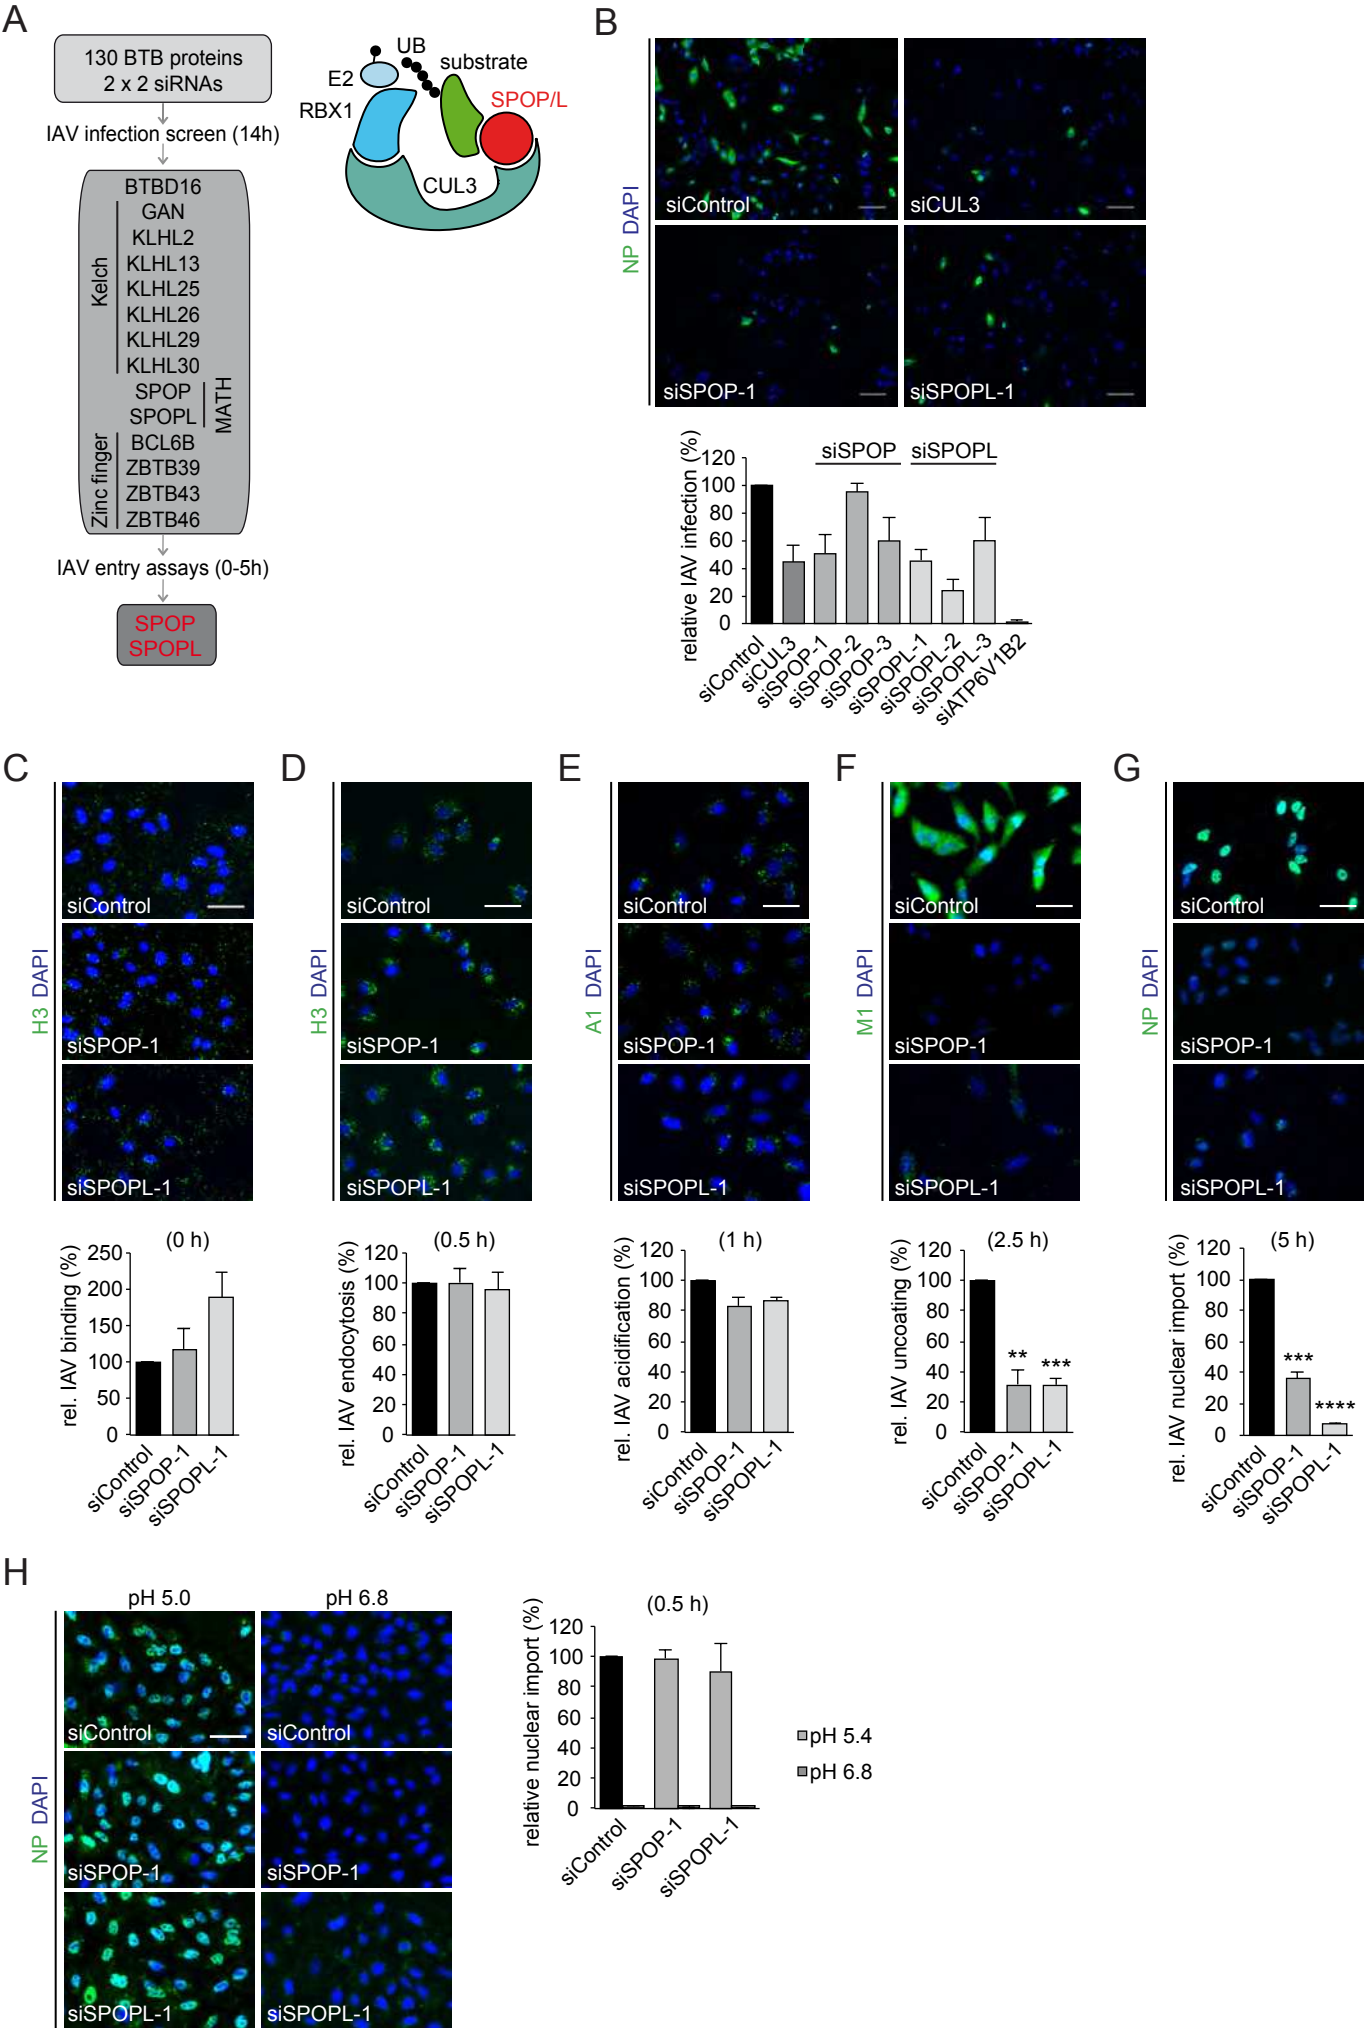 A
130 BTB proteins
2 x 2 siRNAs
IAV infection screen (14h)
BTBD16
Kelch
GAN
KLHL2
KLHL13
KLHL25
KLHL26
KLHL29
KLHL30
SPOP
SPOPL
MATH
Zinc finger
BCL6B
ZBTB39
ZBTB43
ZBTB46
IAV entry assays (0-5h)
SPOP
SPOPL
UB
E2
substrate
RBX1
SPOP/L
CUL3
B
NP DAPI
siControl
siCUL3
siSPOP-1
siSPOPL-1
relative IAV infection (%)
120
100
80
60
40
20
0
siSPOP
siSPOPL
siControl
siCUL3
siSPOP-1
siSPOP-2
siSPOP-3
siSPOPL-1
siSPOPL-2
siSPOPL-3
siATP6V1B2
C
H3 DAPI
siControl
siSPOP-1
siSPOPL-1
(0 h)
rel. IAV binding (%)
250
200
150
100
50
0
siControl
siSPOP-1
siSPOPL-1
D
H3 DAPI
siControl
siSPOP-1
siSPOPL-1
(0.5 h)
rel. IAV endocytosis (%)
120
100
80
60
40
20
0
siControl
siSPOP-1
siSPOPL-1
E
A1 DAPI
siControl
siSPOP-1
siSPOPL-1
(1 h)
rel. IAV acidification (%)
120
100
80
60
40
20
0
siControl
siSPOP-1
siSPOPL-1
F
M1 DAPI
siControl
siSPOP-1
siSPOPL-1
(2.5 h)
rel. IAV uncoating (%)
120
100
80
60
40
20
0
**
***
siControl
siSPOP-1
siSPOPL-1
G
NP DAPI
siControl
siSPOP-1
siSPOPL-1
(5 h)
rel. IAV nuclear import (%)
120
100
80
60
40
20
0
***
****
siControl
siSPOP-1
siSPOPL-1
H
pH 5.0
pH 6.8
NP DAPI
siControl
siControl
siSPOP-1
siSPOP-1
siSPOPL-1
siSPOPL-1
(0.5 h)
relative nuclear import (%)
120
100
80
60
40
20
0
siControl
siSPOP-1
siSPOPL-1
pH 5.4
pH 6.8